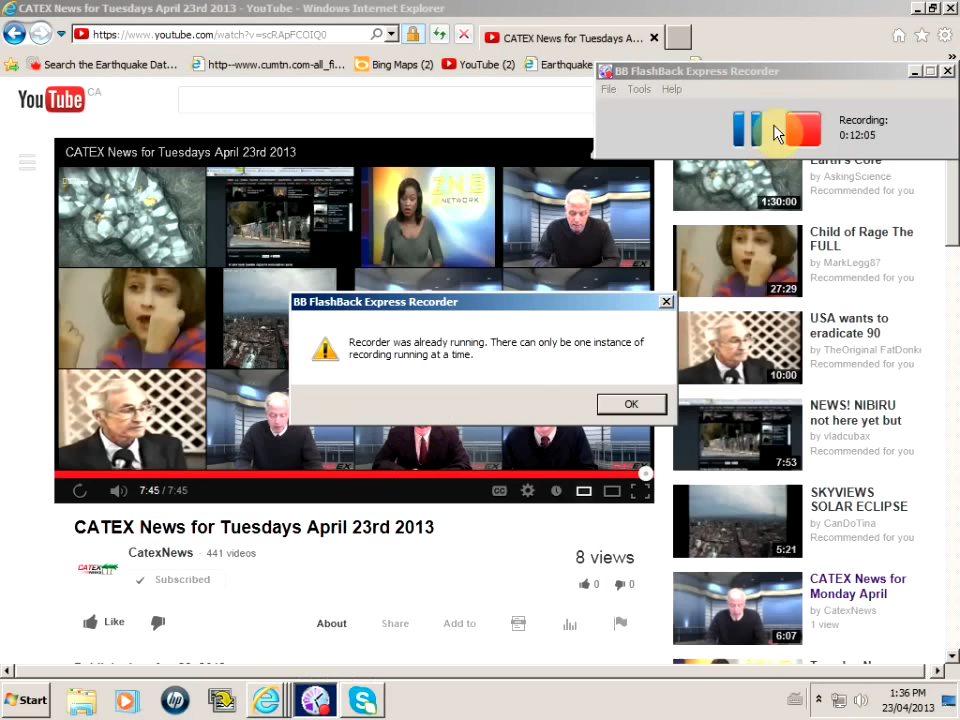 CATEX News for Tuesdays April 23rd 2013 - YouTube - Windows Internet Explorer
https://www.youtube.com/watch?v=scRApFCOIQ0
CATEX News for Tuesdays A...
Search the Earthquake Dat...
http--www.cumtn.com-all_fi...
Bing Maps (2)
YouTube (2)
Earthquake
BB FlashBack Express Recorder
File Tools Help
Recording:
0:12:05
YouTube CA
CATEX News for Tuesdays April 23rd 2013
ZNB
NETWORK
BB FlashBack Express Recorder
Recorder was already running. There can only be one instance of
recording running at a time.
OK
7:45 / 7:45
CC
CATEX News for Tuesdays April 23rd 2013
CatexNews - 441 videos
CATEX
Subscribed
8 views
0 0
Like
About Share Add to
Earth's Core
by AskingScience
Recommended for you
1:30:00
Child of Rage The
FULL
by MarkLegg87
Recommended for you
27:29
USA wants to
eradicate 90
by TheOriginal FatDonk
Recommended for you
10:00
NEWS! NIBIRU
not here yet but
by vladcubax
Recommended for you
7:53
SKYVIEWS
SOLAR ECLIPSE
by CanDoTina
Recommended for you
5:21
CATEX News for
Monday April
by CatexNews
1 view
6:07
Start
1:36 PM
23/04/2013